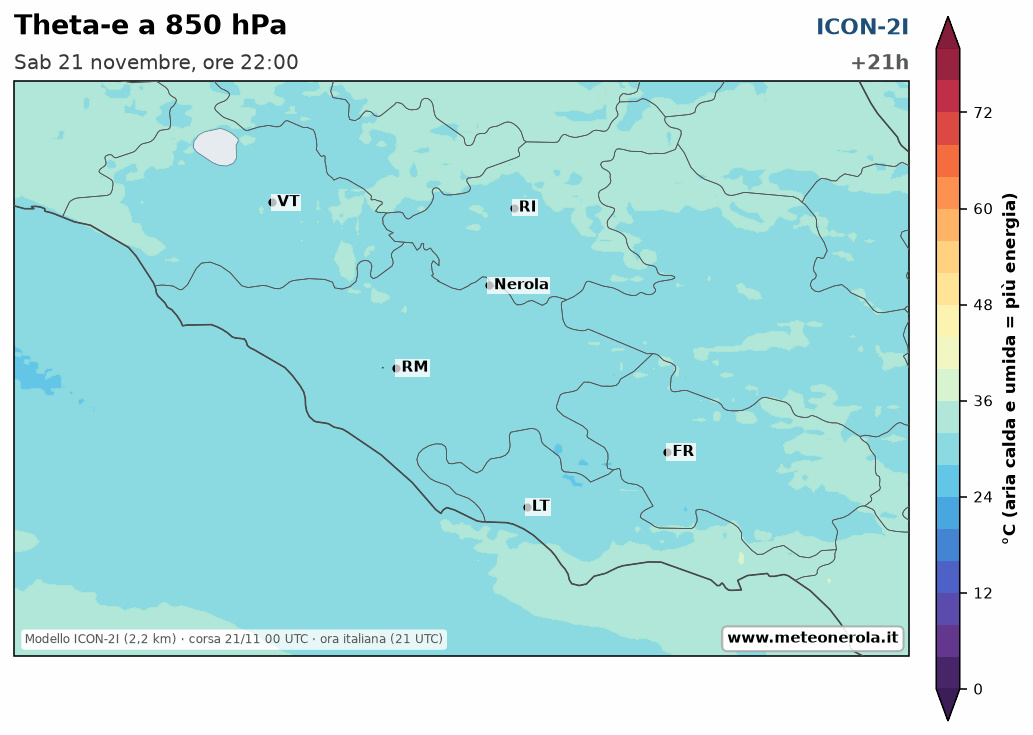 Theta-e a 850 hPa
ICON-2I
Sab 21 novembre, ore 22:00
+21h
VT
RI
Nerola
RM
FR
LT
Modello ICON-2I (2,2 km) · corsa 21/11 00 UTC · ora italiana (21 UTC)
www.meteonerola.it
72
60
48
36
24
12
0
°C (aria calda e umida = più energia)